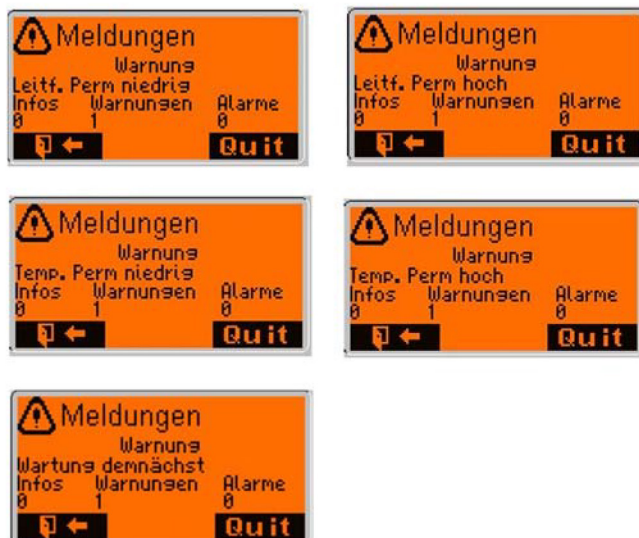 Meldungen
Warnung
Leitf. Perm niedrig
Infos Warnungen Alarme
0 1 0
Quit
Meldungen
Warnung
Leitf. Perm hoch
Infos Warnungen Alarme
0 1 0
Quit
Meldungen
Warnung
Temp. Perm niedrig
Infos Warnungen Alarme
0 1 0
Quit
Meldungen
Warnung
Temp. Perm hoch
Infos Warnungen Alarme
0 1 0
Quit
Meldungen
Warnung
Wartung demnächst
Infos Warnungen Alarme
0 1 0
Quit